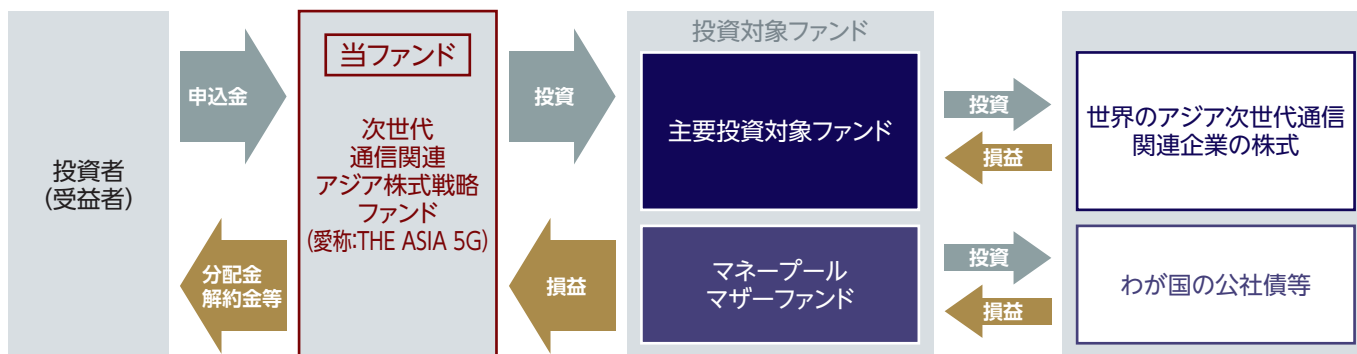 投資者
(受益者)
申込金
分配金
解約金等
当ファンド
次世代
通信関連
アジア株式戦略
ファンド
(愛称:THE ASIA 5G)
投資
損益
投資対象ファンド
主要投資対象ファンド
マネープール
マザーファンド
投資
損益
投資
損益
世界のアジア次世代通信
関連企業の株式
わが国の公社債等